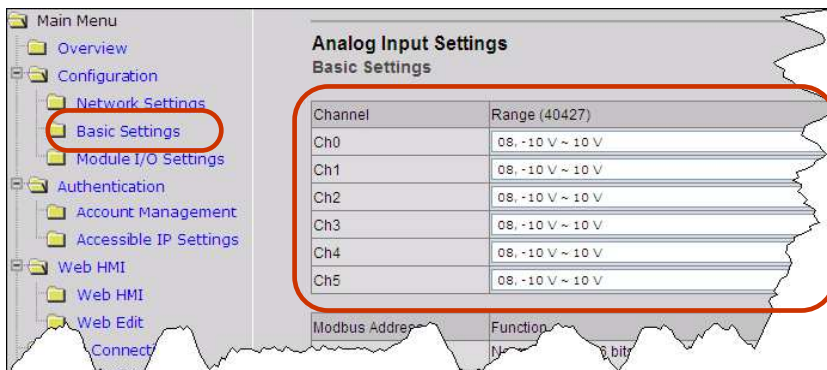 Main Menu
Overview
Configuration
Network Settings
Basic Settings
Module I/O Settings
Authentication
Account Management
Accessible IP Settings
Web HMI
Web HMI
Web Edit
Analog Input Settings
Basic Settings
Channel Range (40427)
Ch0 08, -10 V ~ 10 V
Ch1 08, -10 V ~ 10 V
Ch2 08, -10 V ~ 10 V
Ch3 08, -10 V ~ 10 V
Ch4 08, -10 V ~ 10 V
Ch5 08, -10 V ~ 10 V
Modbus Address Function